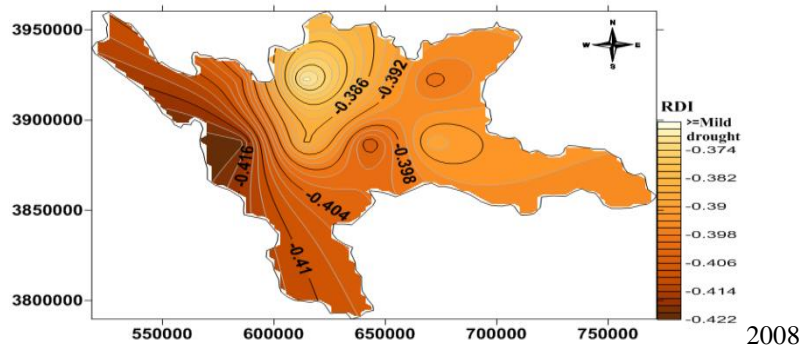 3950000
3900000
3850000
3800000
550000 600000 650000 700000 750000
-0.386
-0.392
-0.416
-0.398
-0.404
-0.41
N
W E
S
RDI
>=Mild
drought
-0.374
-0.382
-0.39
-0.398
-0.406
-0.414
-0.422
2008